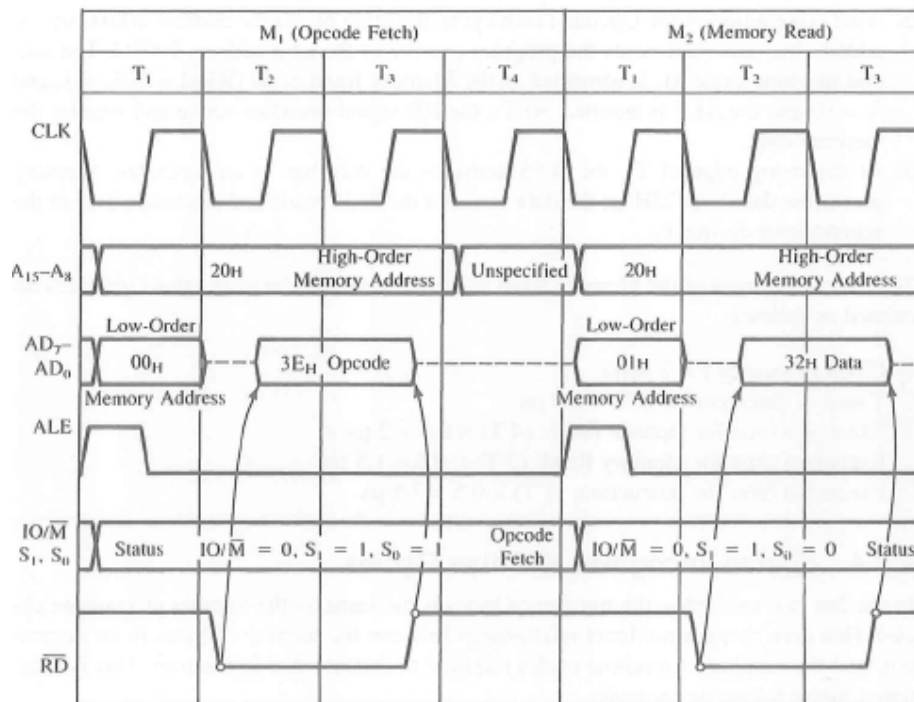 M₁ (Opcode Fetch) M₂ (Memory Read)
T₁ T₂ T₃ T₄ T₁ T₂ T₃
CLK
A₁₅–A₈ 20H High-Order Memory Address Unspecified 20H High-Order Memory Address
Low-Order Low-Order
AD₇–AD₀ 00H 3EH Opcode 01H 32H Data
Memory Address Memory Address
ALE
IO/M̅ S₁, S₀ Status IO/M̅ = 0, S₁ = 1, S₀ = 1 Opcode Fetch IO/M̅ = 0, S₁ = 1, S₀ = 0 Status
R̅D̅